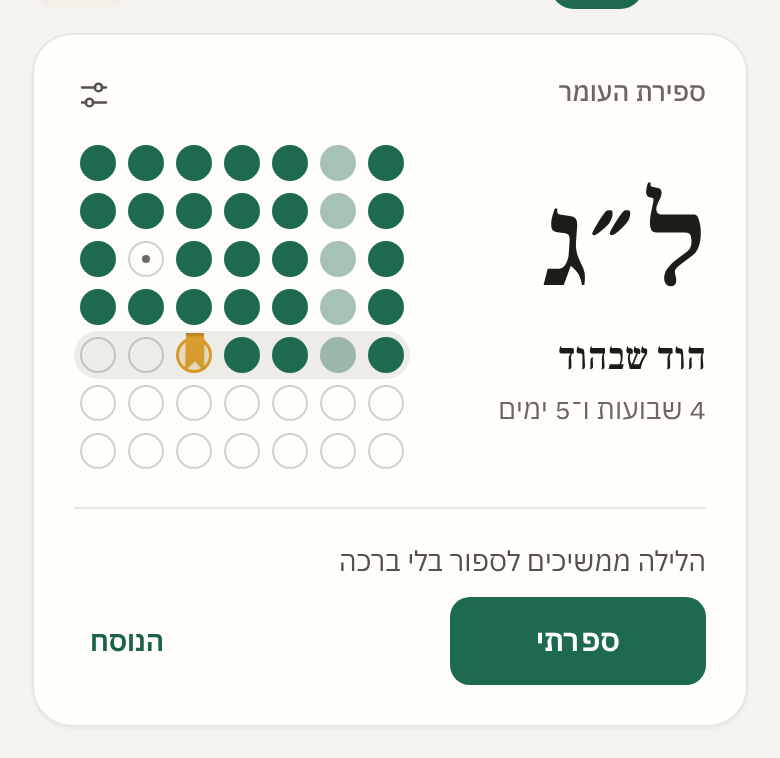 ספירת העומר
ל״ג
הוד שבהוד
4 שבועות ו־5 ימים
הלילה ממשיכים לספור בלי ברכה
ספרתי
הנוסח